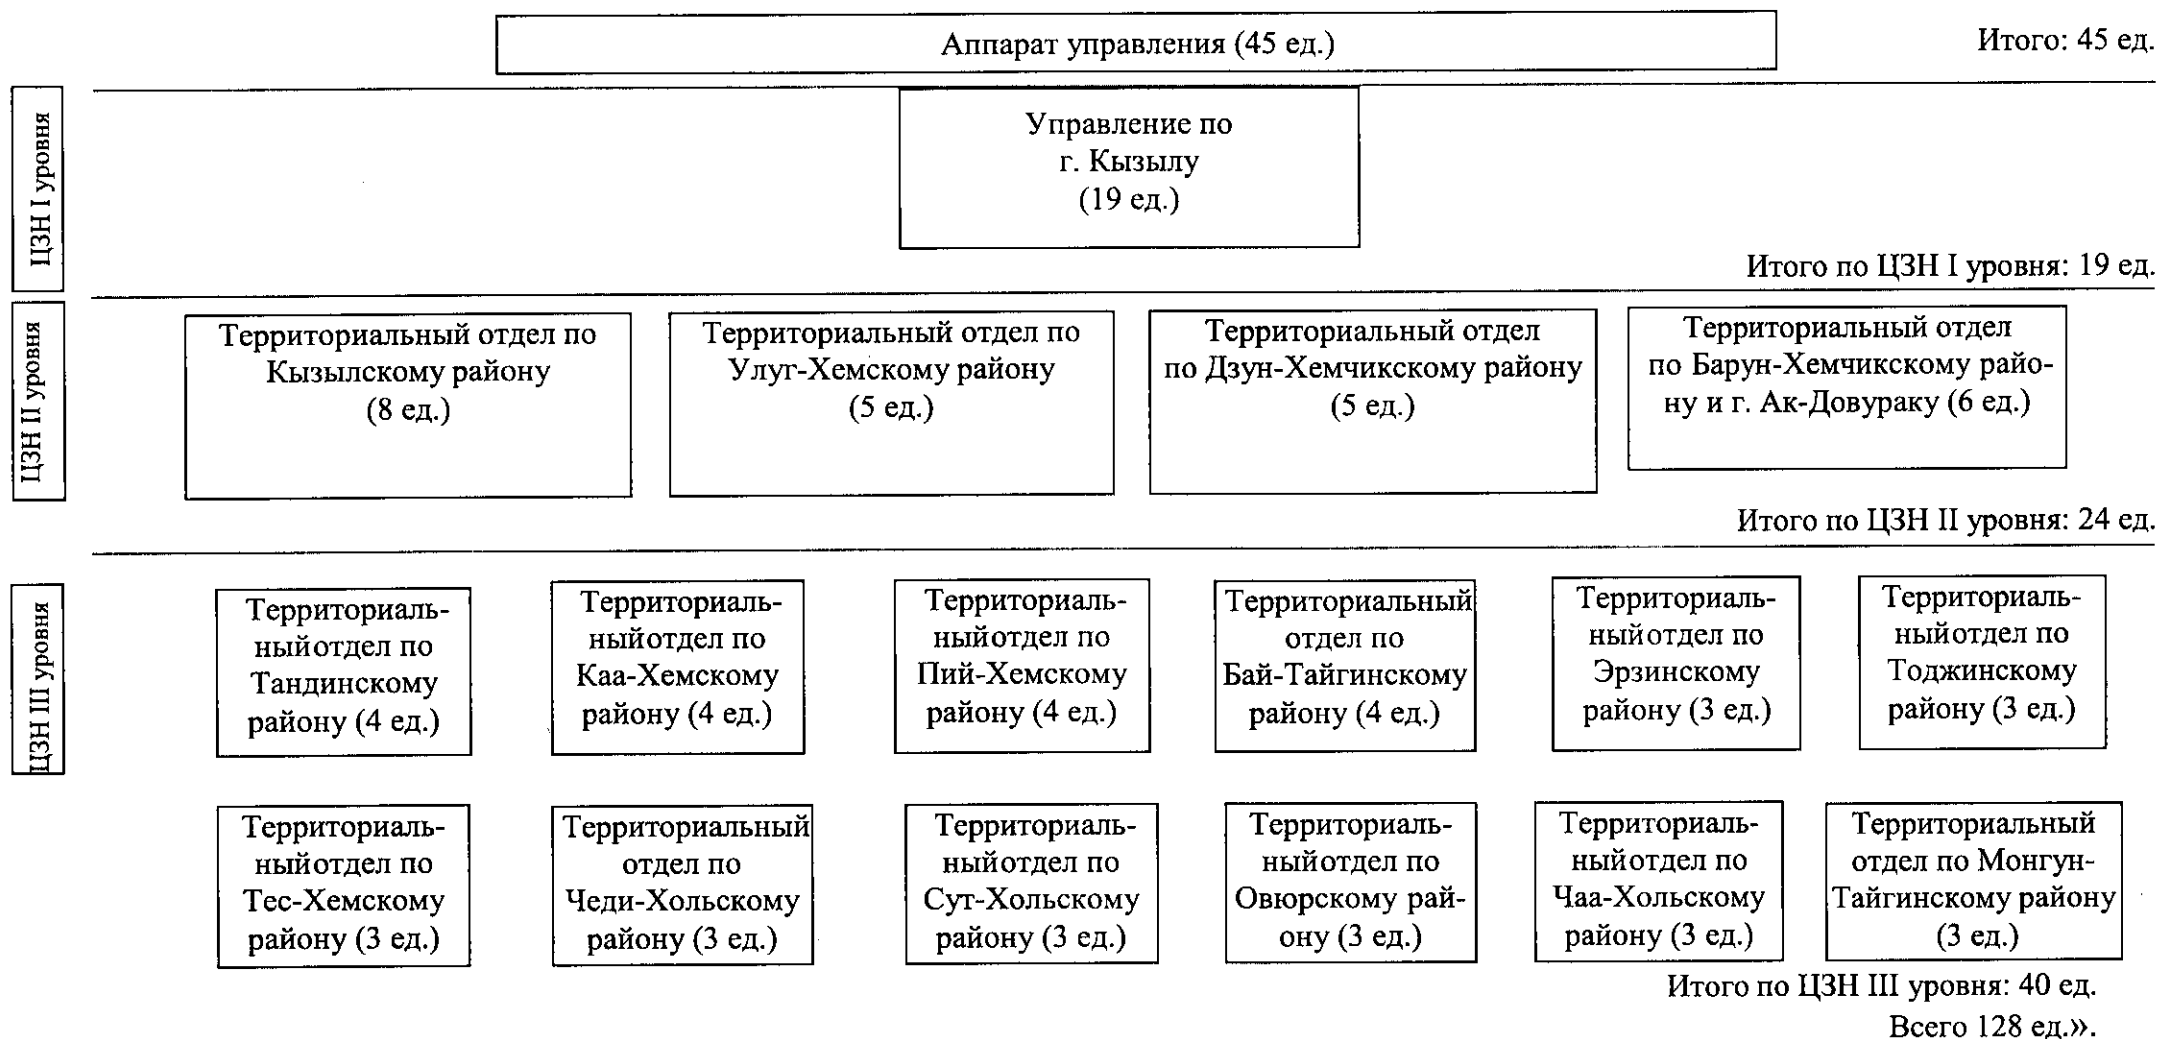 Аппарат управления (45 ед.)
Итого: 45 ед.
ЦЗН I уровня
Управление по
г. Кызылу
(19 ед.)
Итого по ЦЗН I уровня: 19 ед.
ЦЗН II уровня
Территориальный отдел по
Кызылскому району
(8 ед.)
Территориальный отдел по
Улуг-Хемскому району
(5 ед.)
Территориальный отдел
по Дзун-Хемчикскому району
(5 ед.)
Территориальный отдел
по Барун-Хемчикскому райо-
ну и г. Ак-Довураку (6 ед.)
Итого по ЦЗН II уровня: 24 ед.
ЦЗН III уровня
Территориаль-
ныйотдел по
Тандинскому
району (4 ед.)
Территориаль-
ныйотдел по
Каа-Хемскому
району (4 ед.)
Территориаль-
ныйотдел по
Пий-Хемскому
району (4 ед.)
Территориальный
отдел по
Бай-Тайгинскому
району (4 ед.)
Территориаль-
ныйотдел по
Эрзинскому
району (3 ед.)
Территориаль-
ныйотдел по
Тоджинскому
району (3 ед.)
Территориаль-
ныйотдел по
Тес-Хемскому
району (3 ед.)
Территориальный
отдел по
Чеди-Хольскому
району (3 ед.)
Территориаль-
ныйотдел по
Сут-Хольскому
району (3 ед.)
Территориаль-
ныйотдел по
Овюрскому рай-
ону (3 ед.)
Территориаль-
ныйотдел по
Чаа-Хольскому
району (3 ед.)
Территориальный
отдел по Монгун-
Тайгинскому району
(3 ед.)
Итого по ЦЗН III уровня: 40 ед.
Всего 128 ед.».